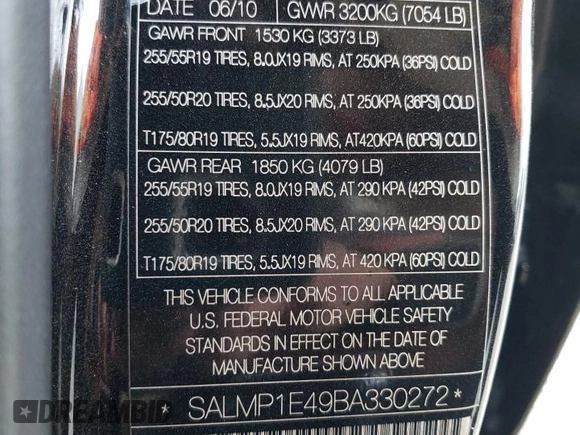 DATE 06/10 GWWR 3200KG (7054 LB)
GAWR FRONT 1530 KG (3373 LB)
255/55R19 TIRES, 8.0JX19 RIMS, AT 250KPA (36PSI) COLD
255/50R20 TIRES, 8.5JX20 RIMS, AT 250KPA (36PSI) COLD
T175/80R19 TIRES, 5.5JX19 RIMS, AT420KPA (60PSI) COLD
GAWR REAR 1850 KG (4079 LB)
255/55R19 TIRES, 8.0JX19 RIMS, AT 290 KPA (42PSI) COLD
255/50R20 TIRES, 8.5JX20 RIMS, AT 290 KPA (42PSI) COLD
T175/80R19 TIRES, 5.5JX19 RIMS, AT 420 KPA (60PSI) COLD
THIS VEHICLE CONFORMS TO ALL APPLICABLE
U.S. FEDERAL MOTOR VEHICLE SAFETY
STANDARDS IN EFFECT ON THE DATE OF
MANUFACTURE SHOWN ABOVE
* SALMP1E49BA330272 *
DREAMBID